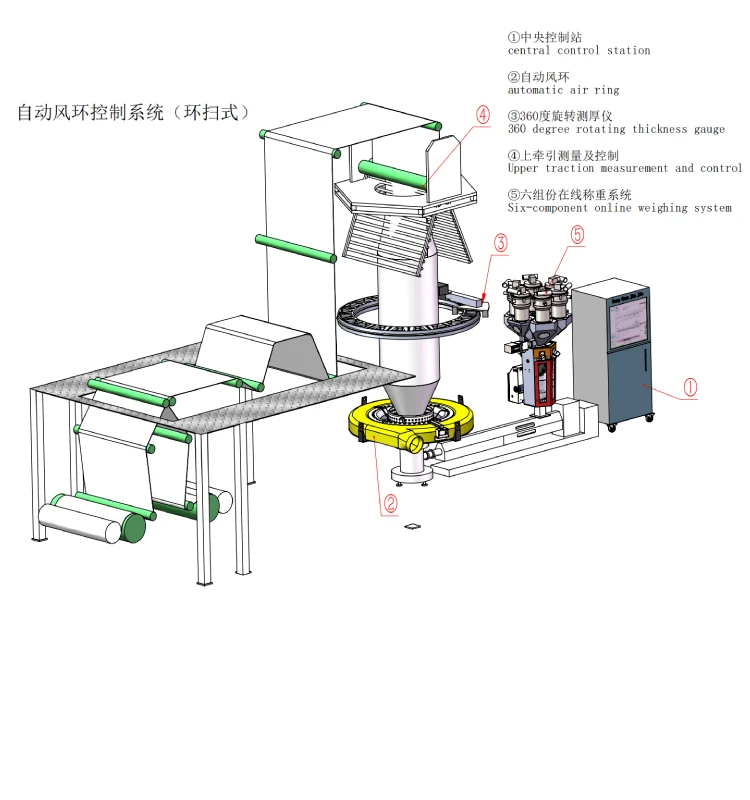 ①中央控制站
central control station
②自动风环
automatic air ring
自动风环控制系统（环扫式）
③360度旋转测厚仪
360 degree rotating thickness gauge
④上牵引测量及控制
Upper traction measurement and control
⑤六组份在线称重系统
Six-component online weighing system
④
③
⑤
①
②